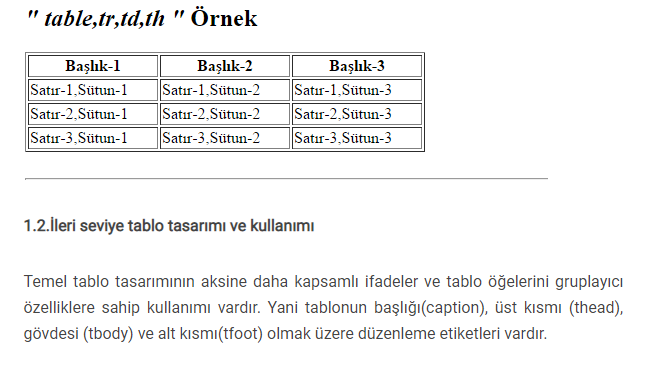 " table,tr,td,th " Örnek
Başlık-1 Başlık-2 Başlık-3
Satır-1,Sütun-1 Satır-1,Sütun-2 Satır-1,Sütun-3
Satır-2,Sütun-1 Satır-2,Sütun-2 Satır-2,Sütun-3
Satır-3,Sütun-1 Satır-3,Sütun-2 Satır-3,Sütun-3
1.2.İleri seviye tablo tasarımı ve kullanımı
Temel tablo tasarımının aksine daha kapsamlı ifadeler ve tablo öğelerini gruplayıcı
özelliklere sahip kullanımı vardır. Yani tablonun başlığı(caption), üst kısmı (thead),
gövdesi (tbody) ve alt kısmı(tfoot) olmak üzere düzenleme etiketleri vardır.